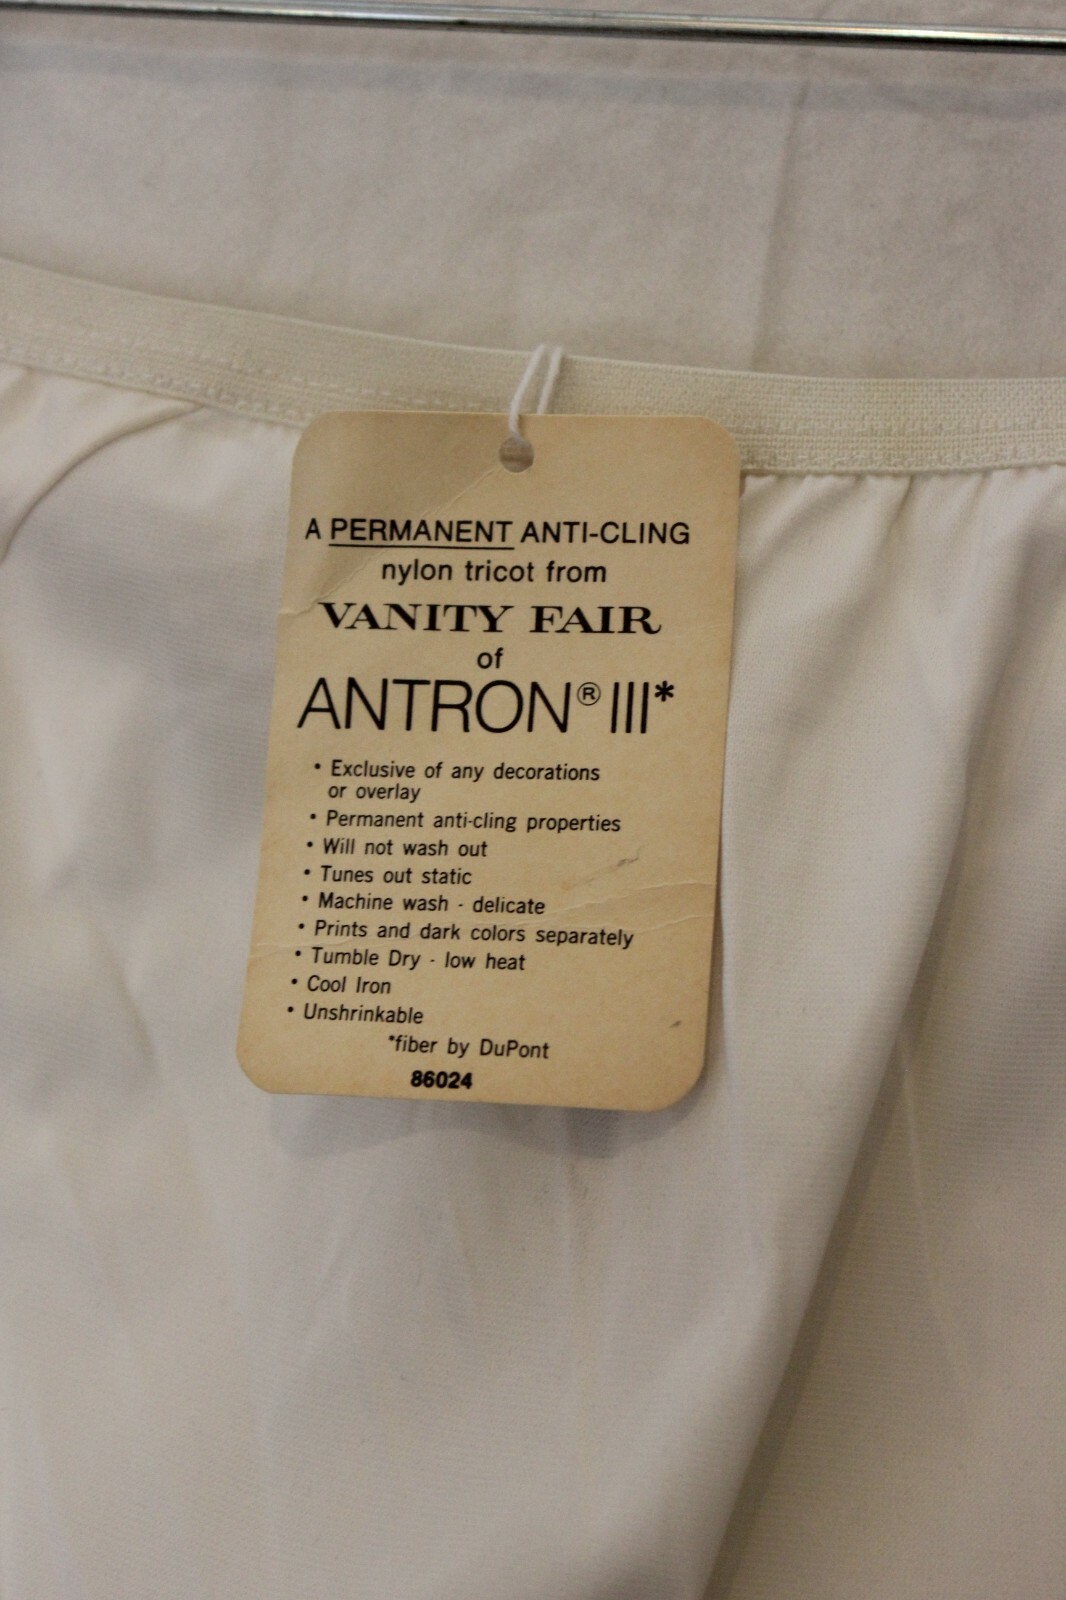 A PERMANENT ANTI-CLING
nylon tricot from
VANITY FAIR
of
ANTRON® III*
• Exclusive of any decorations
or overlay
• Permanent anti-cling properties
• Will not wash out
• Tunes out static
• Machine wash - delicate
• Prints and dark colors separately
• Tumble Dry - low heat
• Cool Iron
• Unshrinkable
*fiber by DuPont
86024